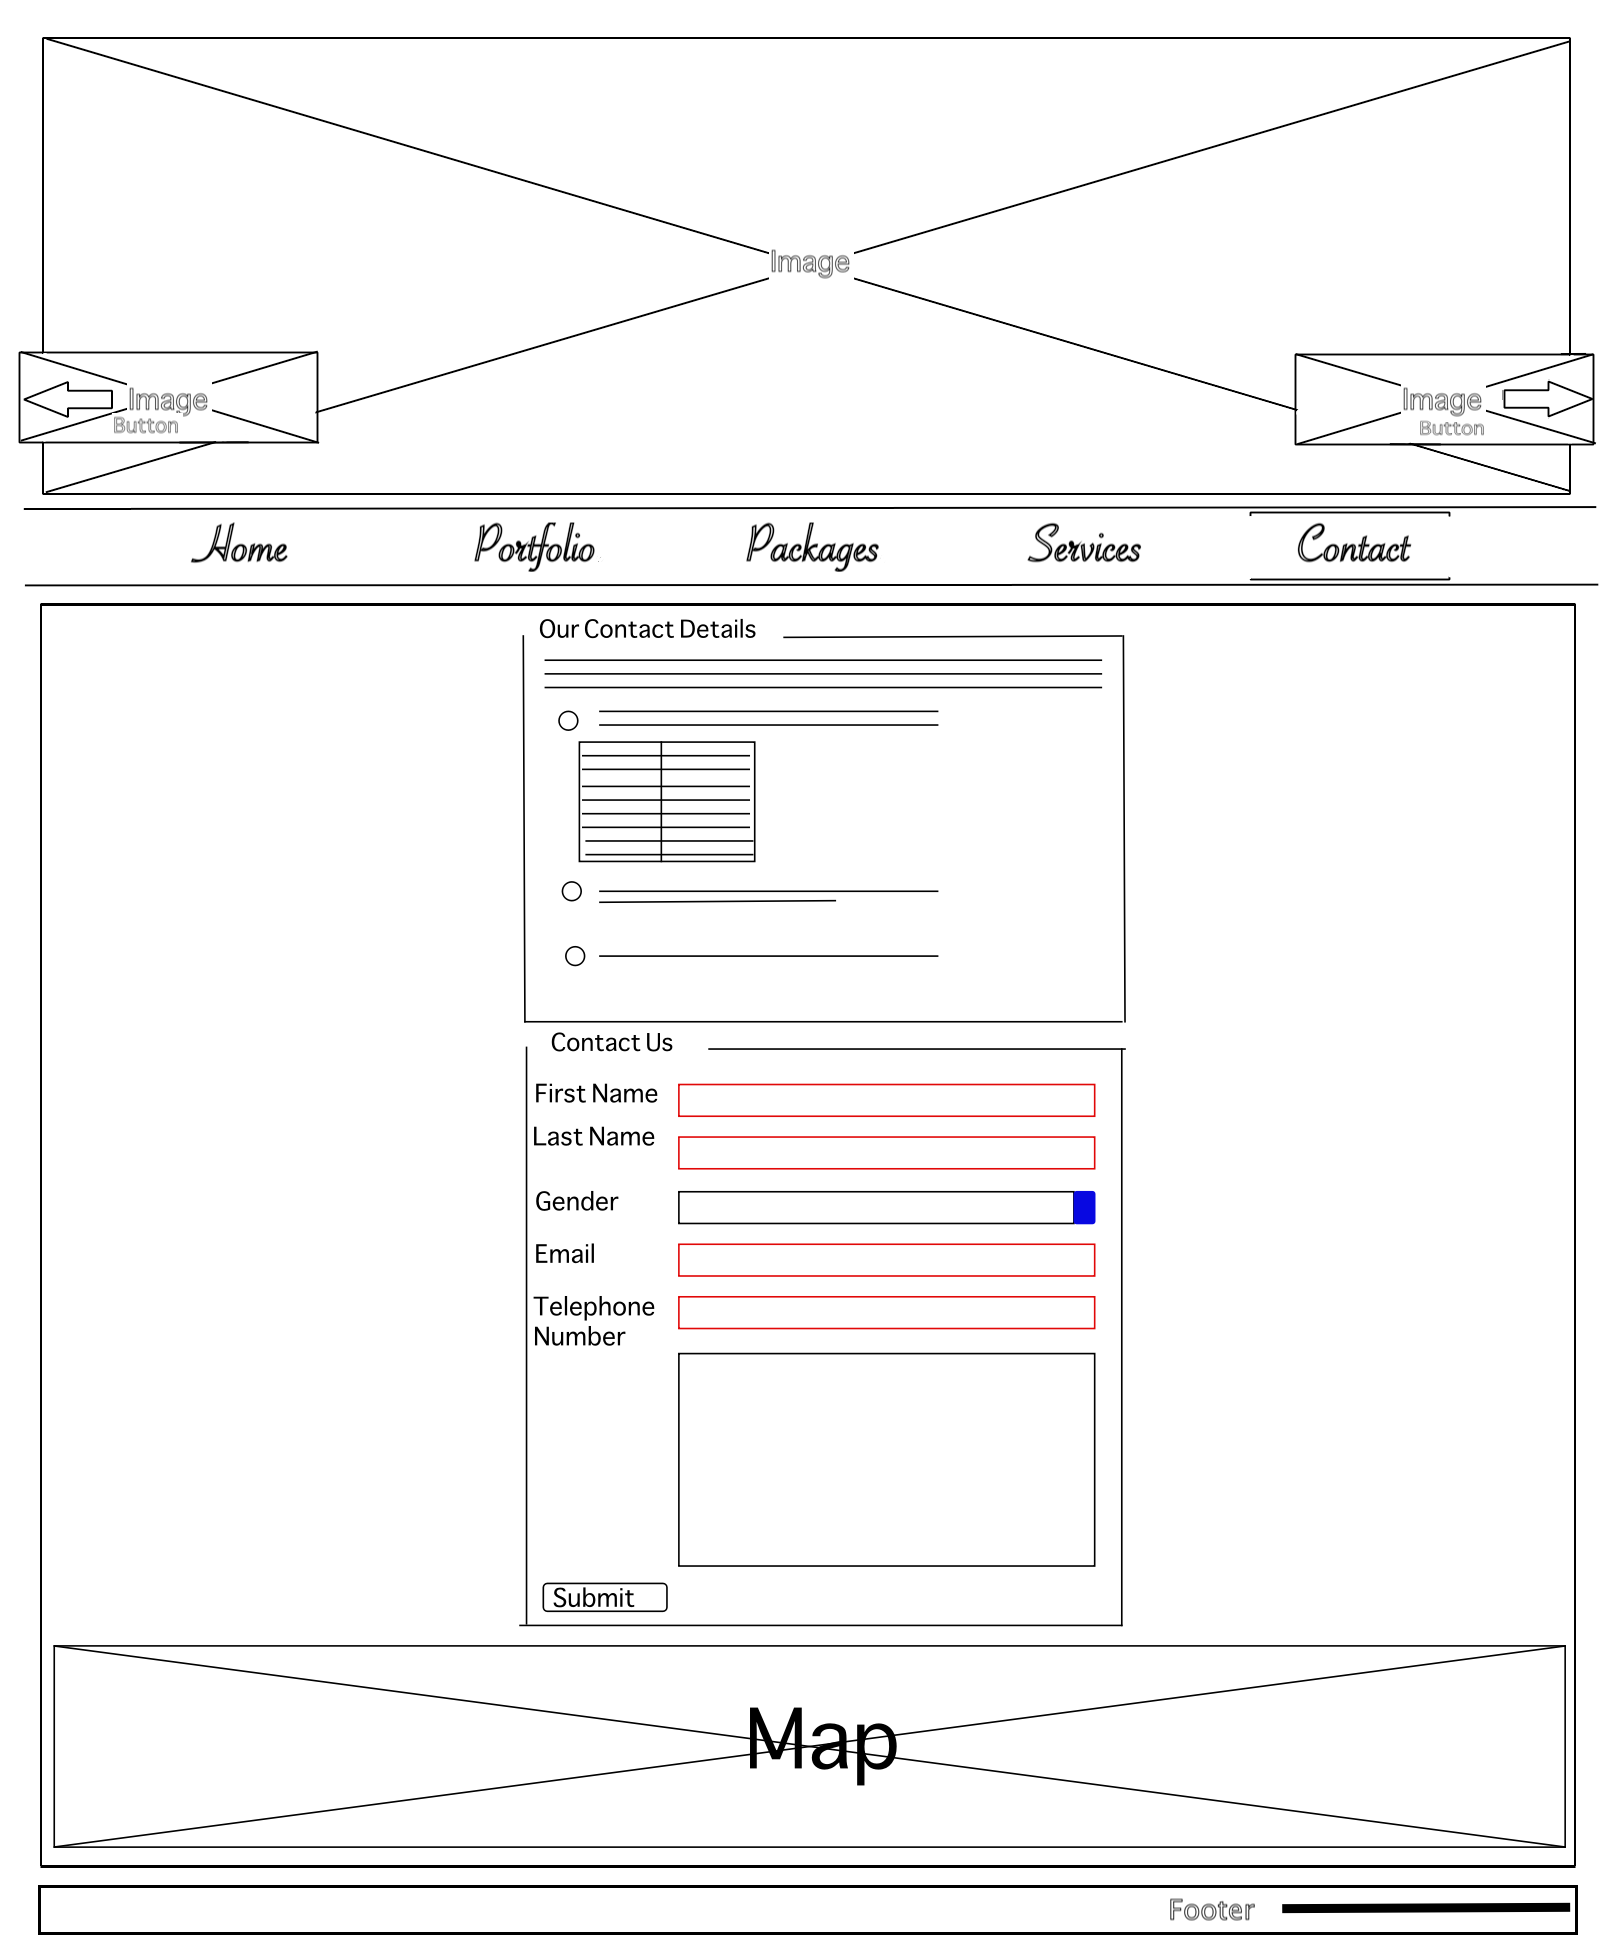 Image
Image
Button
Image
Button
Home Portfolio Packages Services Contact
Our Contact Details
Contact Us
First Name
Last Name
Gender
Email
Telephone
Number
Submit
Map
Footer